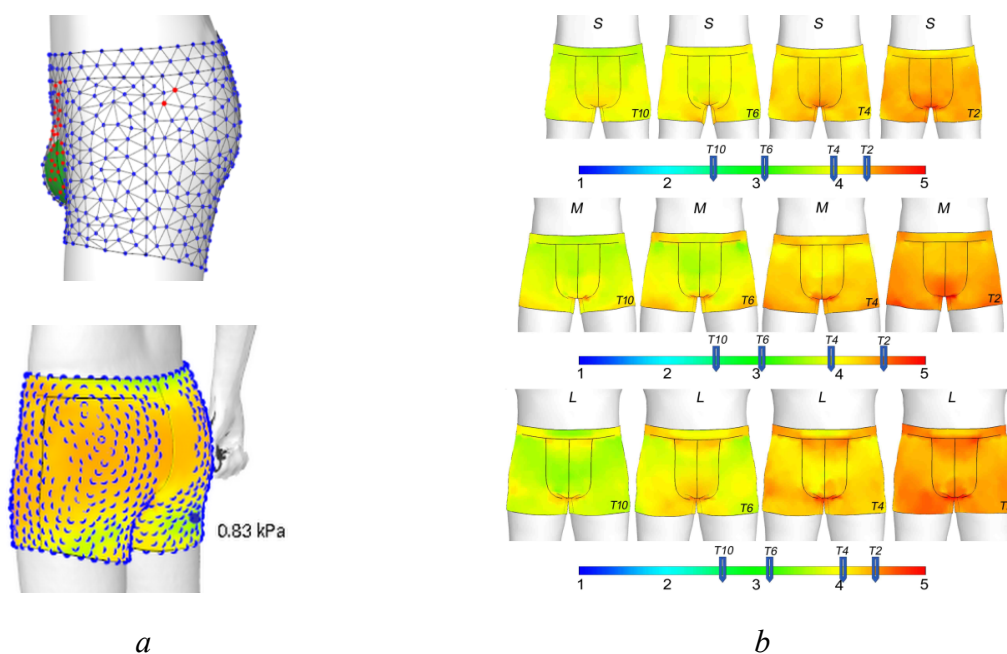 S S S S
T10 T6 T4 T2
T10 T6 T4 T2
1 2 3 4 5
M M M M
T10 T6 T4 T2
T10 T6 T4 T2
1 2 3 4 5
0.83 kPa
L L L L
T10 T6 T4 T
T10 T6 T4 T2
1 2 3 4 5
a b